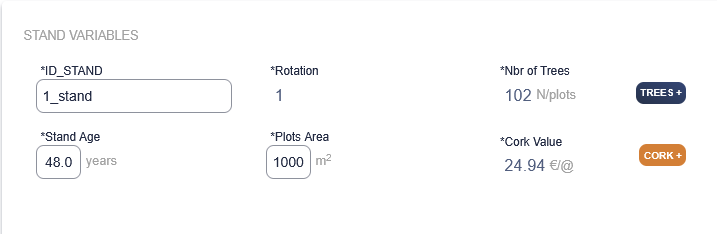 STAND VARIABLES
*ID_STAND *Rotation *Nbr of Trees
1_stand 1 102 N/plots TREES +
*Stand Age *Plots Area *Cork Value
48.0 years 1000 m² 24.94 €/@ CORK +